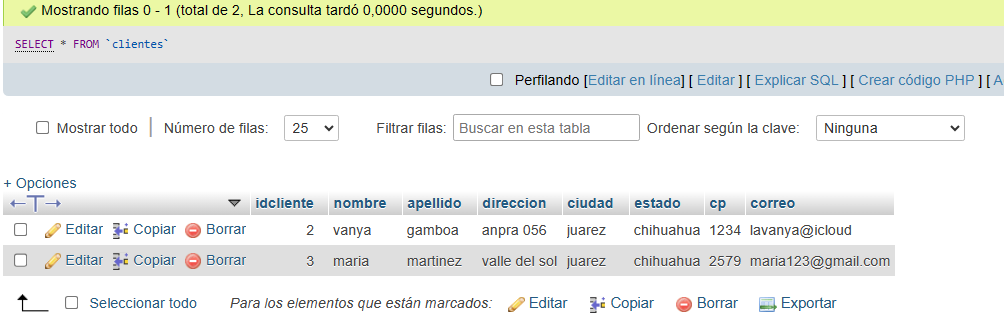 Mostrando filas 0 - 1 (total de 2, La consulta tardó 0,0000 segundos.)
SELECT * FROM `clientes`
Perfilando [Editar en línea] [ Editar ] [ Explicar SQL ] [ Crear código PHP ] [
Mostrar todo | Número de filas: 25 Filtrar filas: Buscar en esta tabla Ordenar según la clave: Ninguna
+ Opciones
←T→ idcliente nombre apellido direccion ciudad estado cp correo
Editar Copiar Borrar 2 vanya gamboa anpra 056 juarez chihuahua 1234 lavanya@icloud
Editar Copiar Borrar 3 maria martinez valle del sol juarez chihuahua 2579 maria123@gmail.com
Seleccionar todo Para los elementos que están marcados: Editar Copiar Borrar Exportar